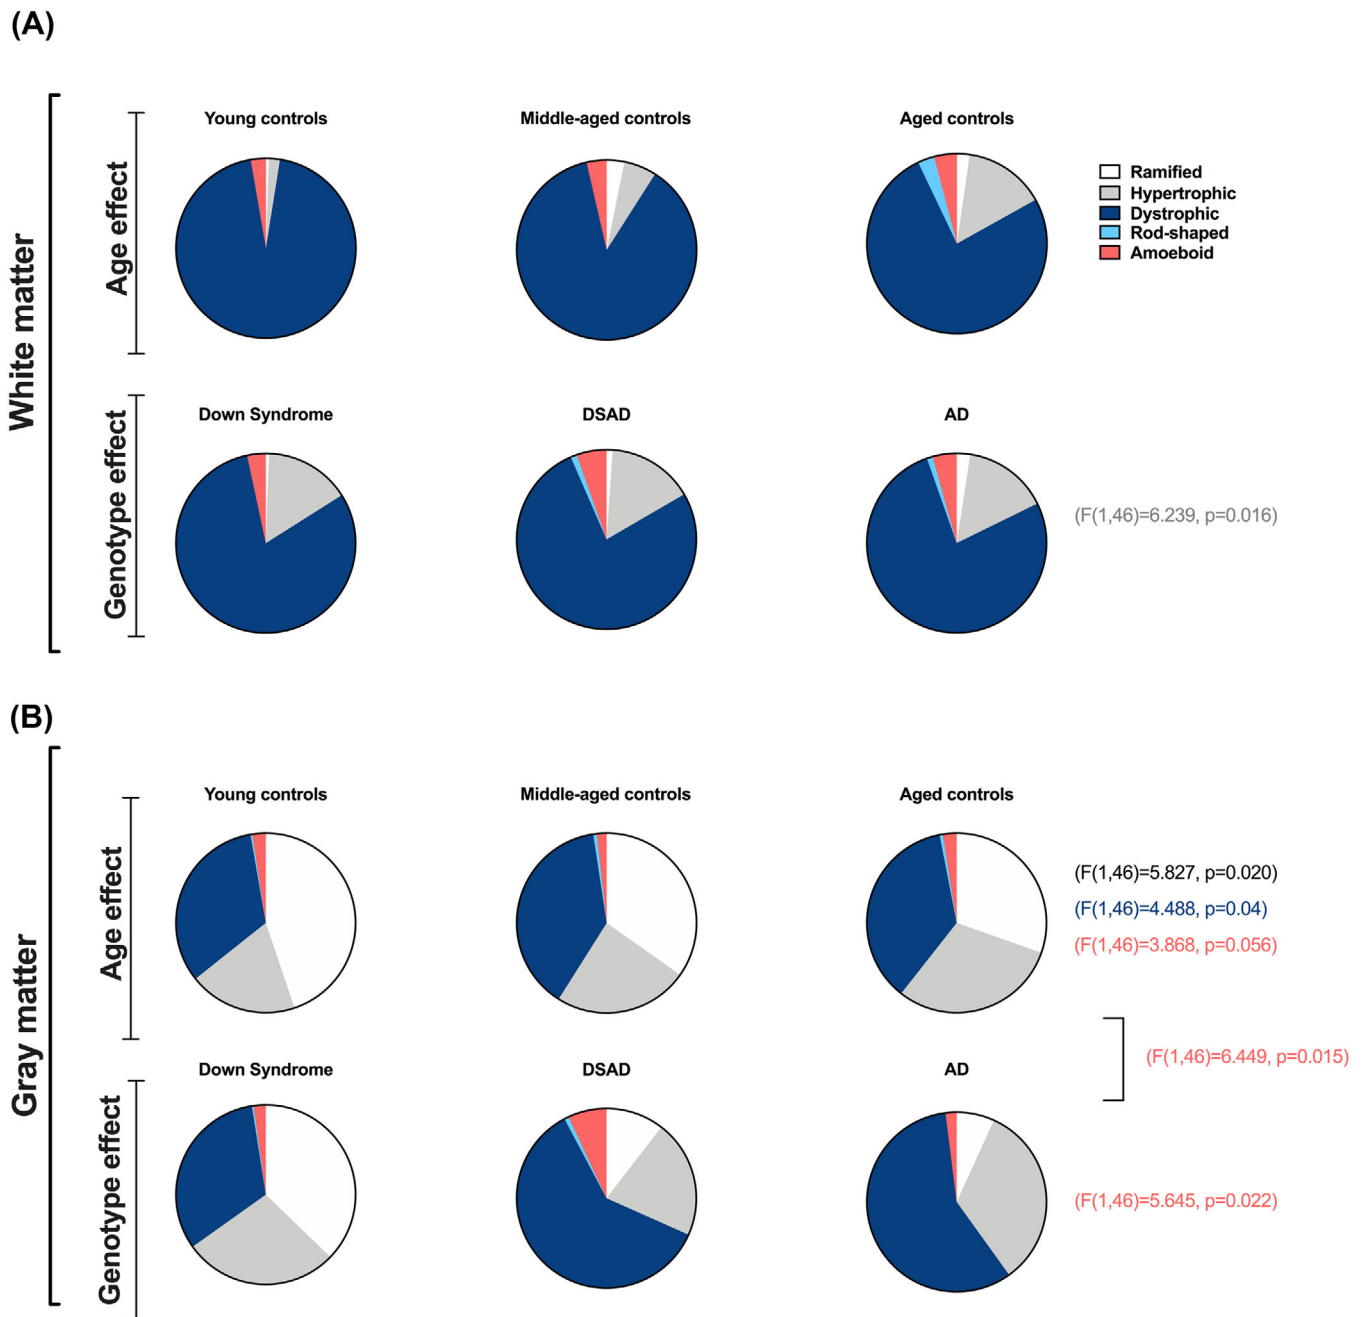 (A)
White matter
Age effect
Young controls
Middle-aged controls
Aged controls
Ramified
Hypertrophic
Dystrophic
Rod-shaped
Amoeboid
Genotype effect
Down Syndrome
DSAD
AD
(F(1,46)=6.239, p=0.016)
(B)
Gray matter
Age effect
Young controls
Middle-aged controls
Aged controls
(F(1,46)=5.827, p=0.020)
(F(1,46)=4.488, p=0.04)
(F(1,46)=3.868, p=0.056)
(F(1,46)=6.449, p=0.015)
Genotype effect
Down Syndrome
DSAD
AD
(F(1,46)=5.645, p=0.022)